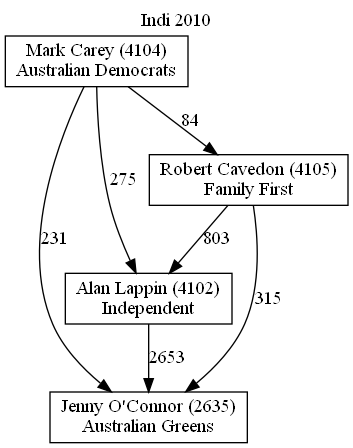 Indi 2010
Mark Carey (4104)
Australian Democrats
84
Robert Cavedon (4105)
Family First
275
231
803
Alan Lappin (4102)
Independent
315
2653
Jenny O'Connor (2635)
Australian Greens